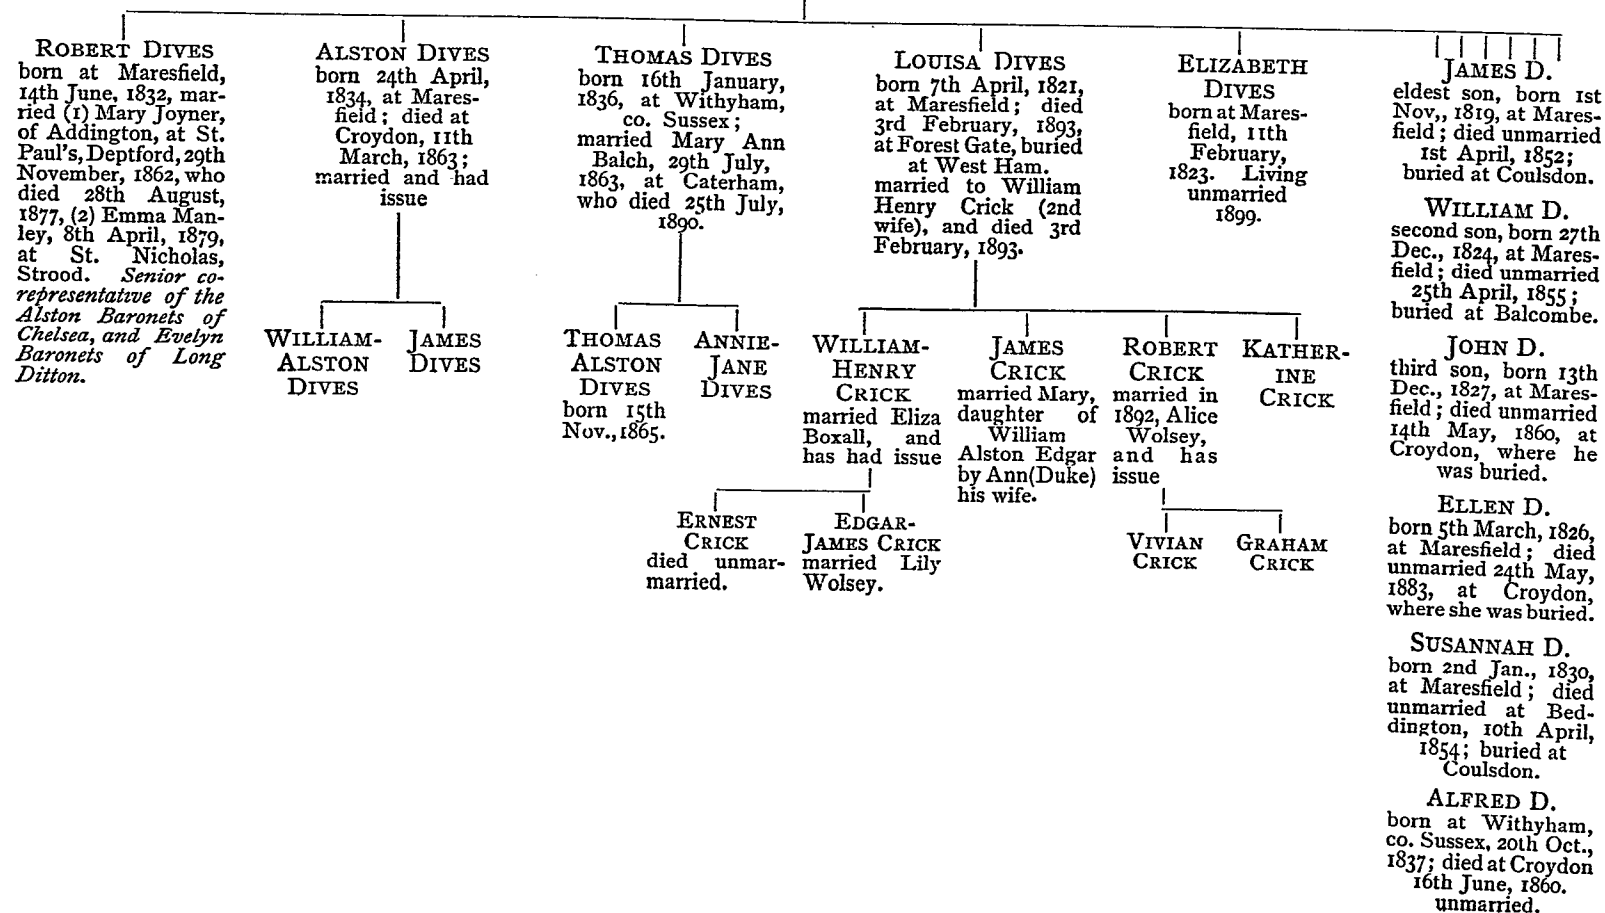 ROBERT DIVES
born at Maresfield,
14th June, 1832, mar-
ried (1) Mary Joyner,
of Addington, at St.
Paul's, Deptford, 29th
November, 1862, who
died 28th August,
1877, (2) Emma Man-
ley, 8th April, 1879,
at St. Nicholas,
Strood. Senior co-
representative of the
Alston Baronets of
Chelsea, and Evelyn
Baronets of Long
Ditton.
ALSTON DIVES
born 24th April,
1834, at Mares-
field; died at
Croydon, 11th
March, 1863;
married and had
issue
WILLIAM-
ALSTON
DIVES
JAMES
DIVES
THOMAS DIVES
born 16th January,
1836, at Withyham,
co. Sussex;
married Mary Ann
Balch, 29th July,
1863, at Caterham,
who died 25th July,
1890.
THOMAS
ALSTON
DIVES
born 15th
Nov., 1865.
ANNIE-
JANE
DIVES
LOUISA DIVES
born 7th April, 1821,
at Maresfield; died
3rd February, 1893,
at Forest Gate, buried
at West Ham.
married to William
Henry Crick (2nd
wife), and died 3rd
February, 1893.
WILLIAM-
HENRY
CRICK
married Eliza
Boxall, and
has had issue
ERNEST
CRICK
died unmar-
married.
EDGAR-
JAMES CRICK
married Lily
Wolsey.
JAMES
CRICK
married Mary,
daughter of
William
Alston Edgar
by Ann (Duke)
his wife.
ROBERT
CRICK
married in
1892, Alice
Wolsey,
and has
issue
VIVIAN
CRICK
GRAHAM
CRICK
KATHER-
INE
CRICK
ELIZABETH
DIVES
born at Mares-
field, 11th
February,
1823. Living
unmarried
1899.
JAMES D.
eldest son, born 1st
Nov,, 1819, at Mares-
field; died unmarried
1st April, 1852;
buried at Coulsdon.
WILLIAM D.
second son, born 27th
Dec., 1824, at Mares-
field; died unmarried
25th April, 1855;
buried at Balcombe.
JOHN D.
third son, born 13th
Dec., 1827, at Mares-
field; died unmarried
14th May, 1860, at
Croydon, where he
was buried.
ELLEN D.
born 5th March, 1826,
at Maresfield; died
unmarried 24th May,
1883, at Croydon,
where she was buried.
SUSANNAH D.
born 2nd Jan., 1830,
at Maresfield; died
unmarried at Bed-
dington, 10th April,
1854; buried at
Coulsdon.
ALFRED D.
born at Withyham,
co. Sussex, 20th Oct.,
1837; died at Croydon
16th June, 1860.
unmarried.